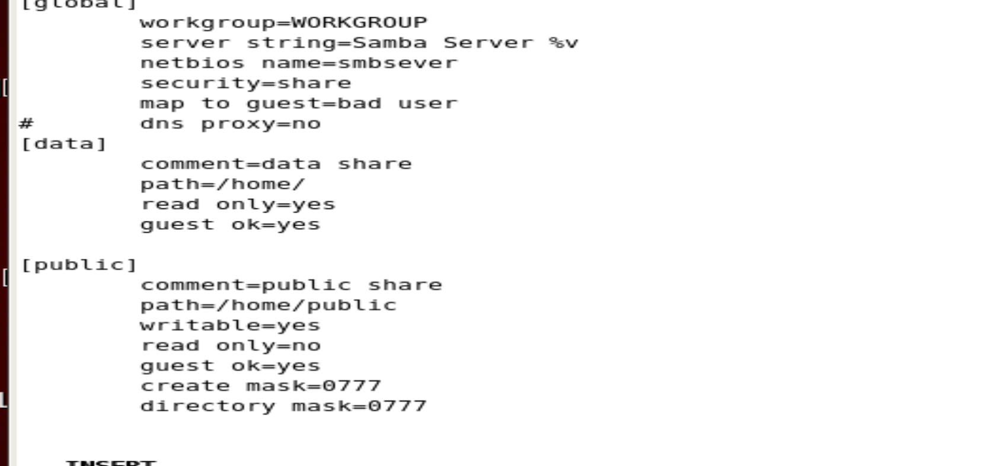 [global]
workgroup=WORKGROUP
server string=Samba Server %v
netbios name=smbsever
security=share
map to guest=bad user
# dns proxy=no
[data]
comment=data share
path=/home/
read only=yes
guest ok=yes
[public]
comment=public share
path=/home/public
writable=yes
read only=no
guest ok=yes
create mask=0777
directory mask=0777
INSERT